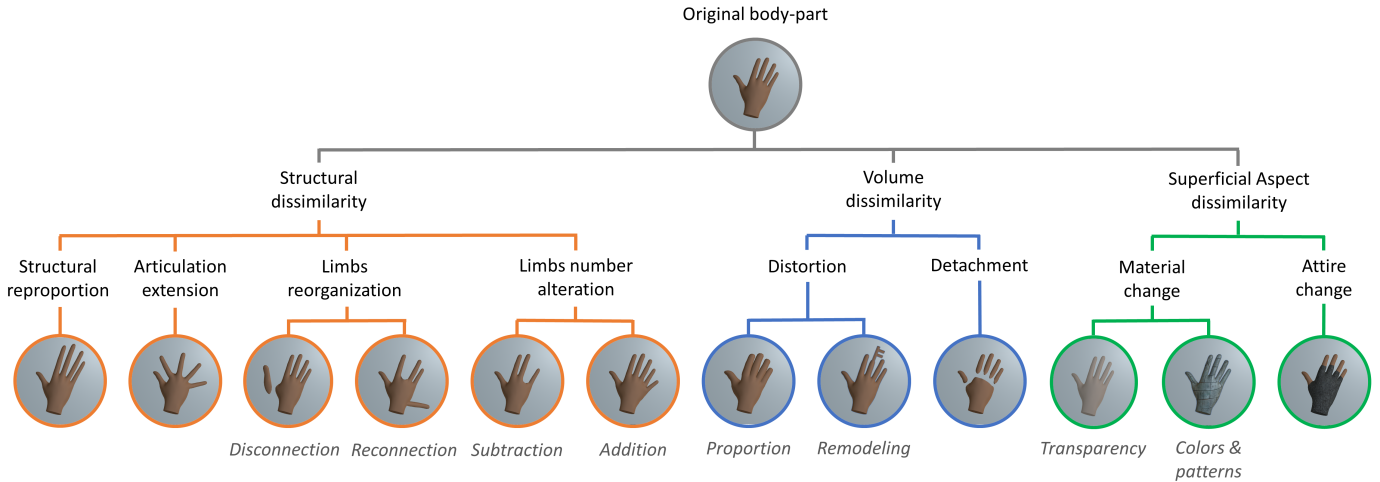 Original body-part
Structural
dissimilarity
Volume
dissimilarity
Superficial Aspect
dissimilarity
Structural
reproportion
Articulation
extension
Limbs
reorganization
Limbs number
alteration
Distortion
Detachment
Material
change
Attire
change
Disconnection
Reconnection
Subtraction
Addition
Proportion
Remodeling
Transparency
Colors &
patterns